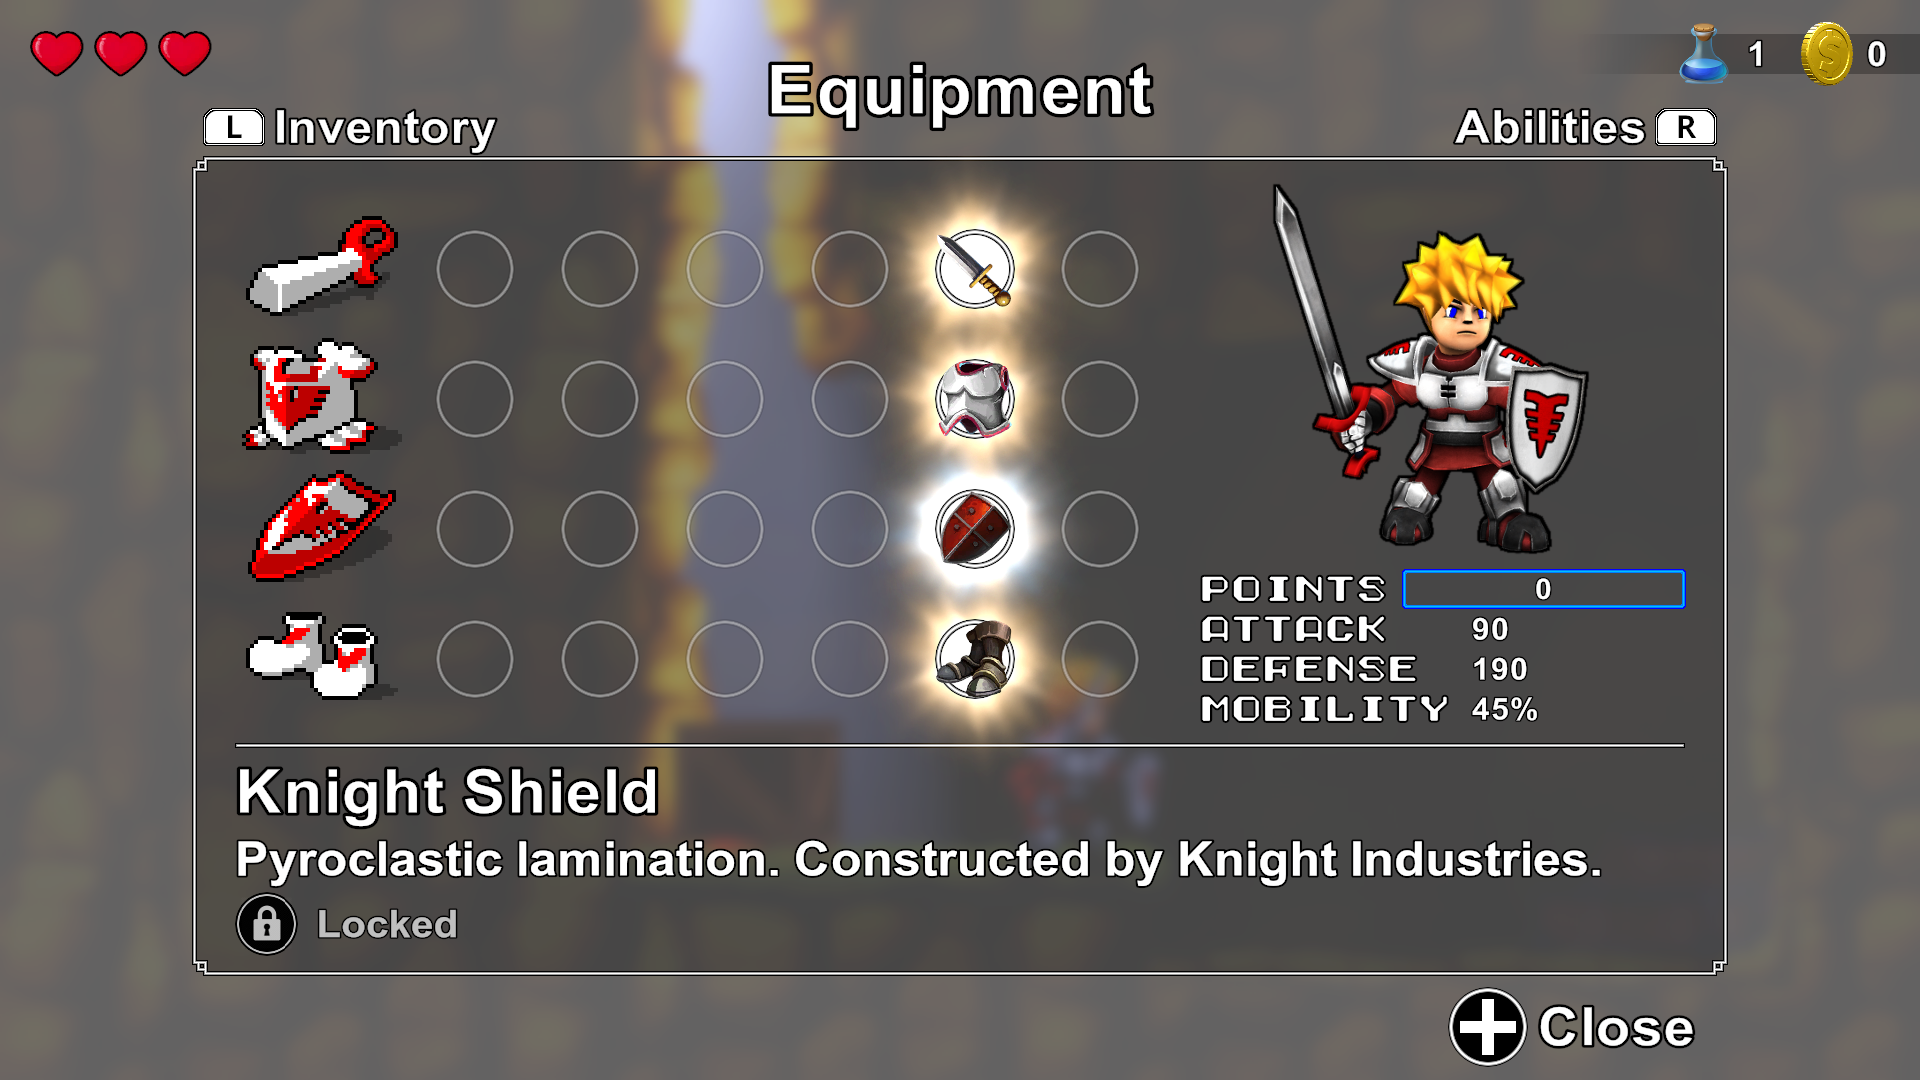 1
0
Equipment
L Inventory
Abilities R
POINTS 0
ATTACK 90
DEFENSE 190
MOBILITY 45%
Knight Shield
Pyroclastic lamination. Constructed by Knight Industries.
Locked
Close